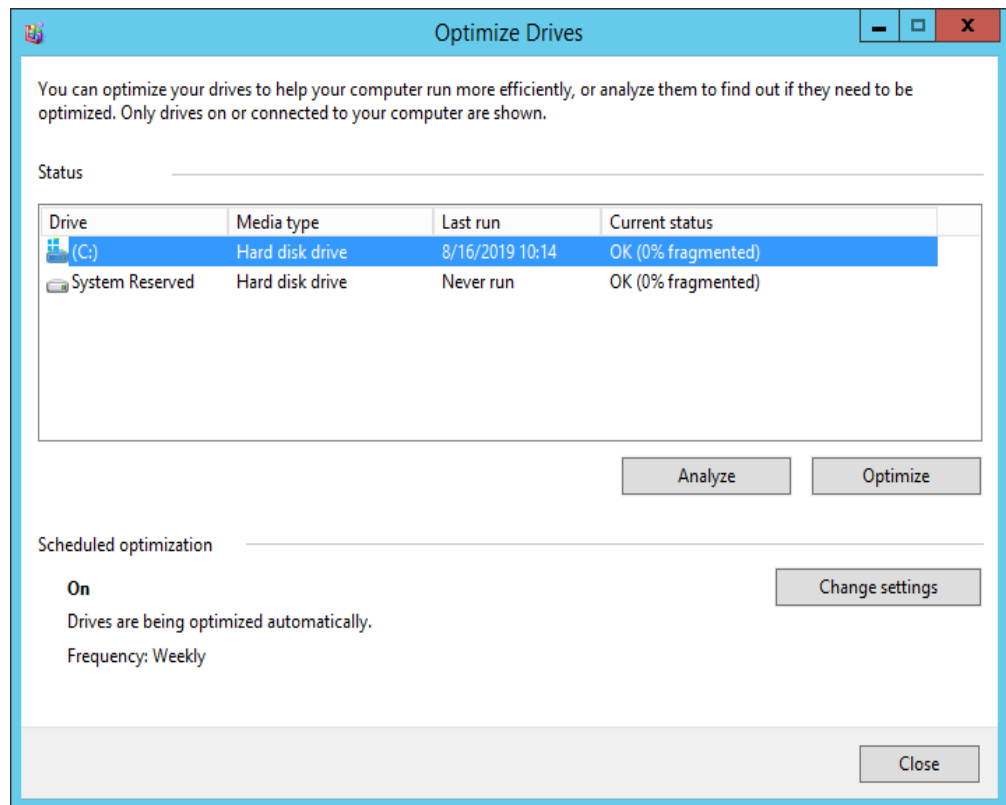 Optimize Drives
You can optimize your drives to help your computer run more efficiently, or analyze them to find out if they need to be
optimized. Only drives on or connected to your computer are shown.
Status
Drive Media type Last run Current status
(C:) Hard disk drive 8/16/2019 10:14 OK (0% fragmented)
System Reserved Hard disk drive Never run OK (0% fragmented)
Analyze Optimize
Scheduled optimization
On Change settings
Drives are being optimized automatically.
Frequency: Weekly
Close